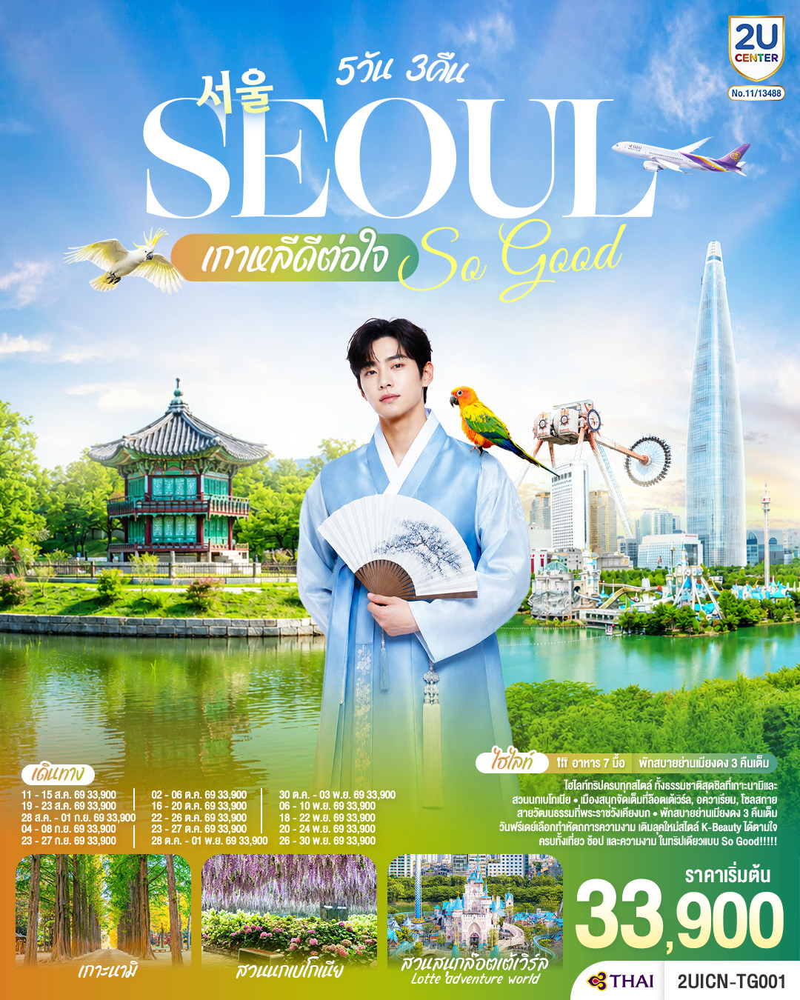 2U
CENTER
No.11/13488
5วัน 3คืน
서울
SEOUL
เกาหลีดีต่อใจ So Good
เดินทาง
11 - 15 ส.ค. 69 33,900
19 - 23 ส.ค. 69 33,900
28 ส.ค. - 01 ก.ย. 69 33,900
04 - 08 ก.ย. 69 33,900
23 - 27 ก.ย. 69 33,900
02 - 06 ต.ค. 69 33,900
16 - 20 ต.ค. 69 33,900
22 - 26 ต.ค. 69 33,900
23 - 27 ต.ค. 69 33,900
28 ต.ค. - 01 พ.ย. 69 33,900
30 ต.ค. - 03 พ.ย. 69 33,900
06 - 10 พ.ย. 69 33,900
18 - 22 พ.ย. 69 33,900
20 - 24 พ.ย. 69 33,900
26 - 30 พ.ย. 69 33,900
ไฮไลท์ อาหาร 7 มื้อ พักสบายย่านเมียงดง 3 คืนเต็ม
ไฮไลท์ทริปครบทุกสไตล์ ทั้งธรรมชาติสุดชิลที่เกาะนามิและ
สวนนกเบโกเนีย • เมืองสนุกจัดเต็มที่ล็อตเต้เวิร์ล, อควาเรียม, โซลสกาย
สายวัฒนธรรมที่พระราชวังเคียงบก • พักสบายย่านเมียงดง 3 คืนเต็ม
วันฟรีเดย์เลือกทำหัตถการความงาม เติมลุคใหม่สไตล์ K-Beauty ได้ตามใจ
ครบทั้งเที่ยว ช้อป และความงาม ในทริปเดียวแบบ So Good!!!!!
เกาะนามิ
สวนนกเบโกเนีย
สวนสนุกล๊อตเต้เวิร์ล
Lotte adventure world
ราคาเริ่มต้น
33,900
THAI
2UICN-TG001